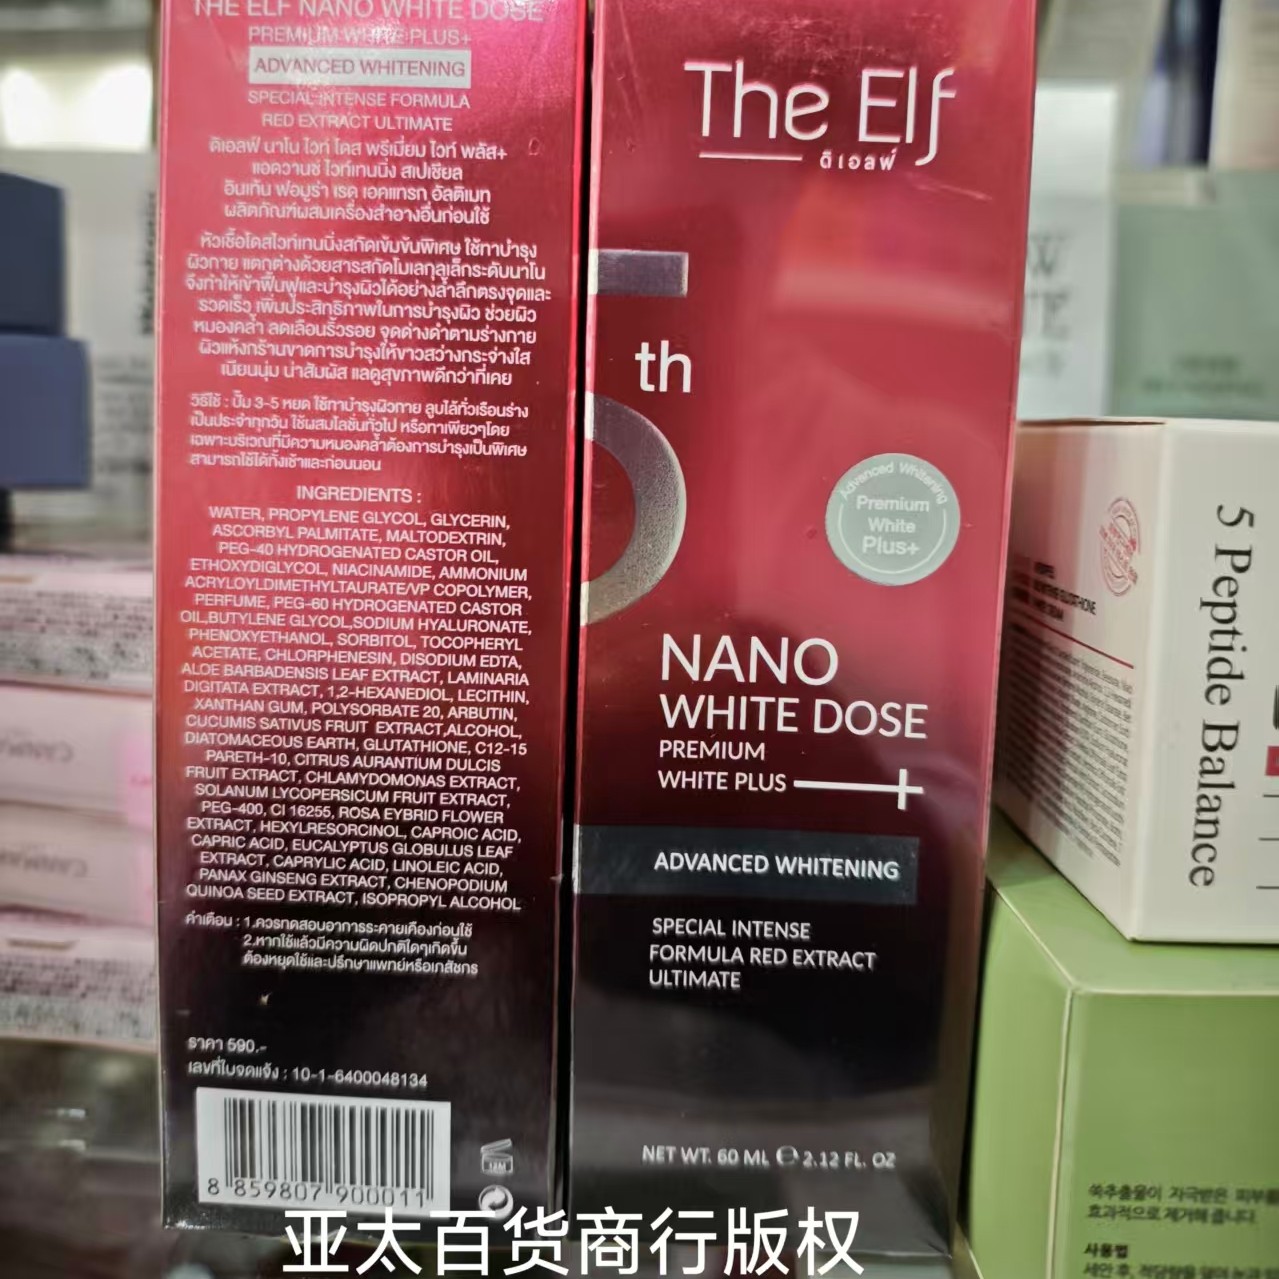 THE ELF NANO WHITE DOSE
PREMIUM WHITE PLUS+
ADVANCED WHITENING
SPECIAL INTENSE FORMULA
RED EXTRACT ULTIMATE
ดิเอลฟ์ นาโน ไวท์ โดส พรีเมี่ยม ไวท์ พลัส+
แอดวานซ์ ไวท์เทนนิ่ง สเปเชียล
อินเท้น ฟอมูร่า เรด เอคแทรก อัลติเมท
ผลิตภัณฑ์ผสมเครื่องสำอางอื่นก่อนใช้
หัวเชื้อโดสไวท์เทนนิ่งสกัดเข้มข้นพิเศษ ใช้ทาบำรุง
ผิวกาย แตกต่างด้วยสารสกัดโมเลกุลเล็กระดับนาโน
จึงทำให้เข้าฟื้นฟูและบำรุงผิวได้อย่างล้ำลึกตรงจุดและ
รวดเร็ว เพิ่มประสิทธิภาพในการบำรุงผิว ช่วยผิว
หมองคล้ำ ลดเลือนริ้วรอย จุดด่างดำตามร่างกาย
ผิวแห้งกร้านขาดการบำรุงให้ขาวสว่างกระจ่างใส
เนียนนุ่ม น่าสัมผัส แลดูสุขภาพดีกว่าที่เคย
วิธีใช้ : ปั๊ม 3-5 หยด ใช้ทาบำรุงผิวกาย ลูบไล้ทั่วเรือนร่าง
เป็นประจำทุกวัน ใช้ผสมโลชั่นทั่วไป หรือทาเพียวๆโดย
เฉพาะบริเวณที่มีความหมองคล้ำต้องการบำรุงเป็นพิเศษ
สามารถใช้ได้ทั้งเช้าและก่อนนอน
INGREDIENTS :
WATER, PROPYLENE GLYCOL, GLYCERIN,
ASCORBYL PALMITATE, MALTODEXTRIN,
PEG-40 HYDROGENATED CASTOR OIL,
ETHOXYDIGLYCOL, NIACINAMIDE, AMMONIUM
ACRYLOYLDIMETHYLTAURATE/VP COPOLYMER,
PERFUME, PEG-60 HYDROGENATED CASTOR
OIL,BUTYLENE GLYCOL,SODIUM HYALURONATE,
PHENOXYETHANOL, SORBITOL, TOCOPHERYL
ACETATE, CHLORPHENESIN, DISODIUM EDTA,
ALOE BARBADENSIS LEAF EXTRACT, LAMINARIA
DIGITATA EXTRACT, 1,2-HEXANEDIOL, LECITHIN,
XANTHAN GUM, POLYSORBATE 20, ARBUTIN,
CUCUMIS SATIVUS FRUIT EXTRACT,ALCOHOL,
DIATOMACEOUS EARTH, GLUTATHIONE, C12-15
PARETH-10, CITRUS AURANTIUM DULCIS
FRUIT EXTRACT, CHLAMYDOMONAS EXTRACT,
SOLANUM LYCOPERSICUM FRUIT EXTRACT,
PEG-400, CI 16255, ROSA EYBRID FLOWER
EXTRACT, HEXYLRESORCINOL, CAPROIC ACID,
CAPRIC ACID, EUCALYPTUS GLOBULUS LEAF
EXTRACT, CAPRYLIC ACID, LINOLEIC ACID,
PANAX GINSENG EXTRACT, CHENOPODIUM
QUINOA SEED EXTRACT, ISOPROPYL ALCOHOL
คำเตือน : 1.ควรทดสอบอาการระคายเคืองก่อนใช้
2.หากใช้แล้วมีความผิดปกติใดๆเกิดขึ้น
ต้องหยุดใช้และปรึกษาแพทย์หรือเภสัชกร
ราคา 590.-
เลขที่ใบจดแจ้ง : 10-1-6400048134
8 859807 900011
The Elf
ดิเอลฟ์
5th
Advanced Whitening
Premium
White
Plus+
NANO
WHITE DOSE
PREMIUM
WHITE PLUS +
ADVANCED WHITENING
SPECIAL INTENSE
FORMULA RED EXTRACT
ULTIMATE
NET WT. 60 ML ℮ 2.12 FL. OZ
5 Peptide Balance
쑥추출물이 자극받은 피부를
효과적으로 제거해 줍니다.
사용법
亚太百货商行版权